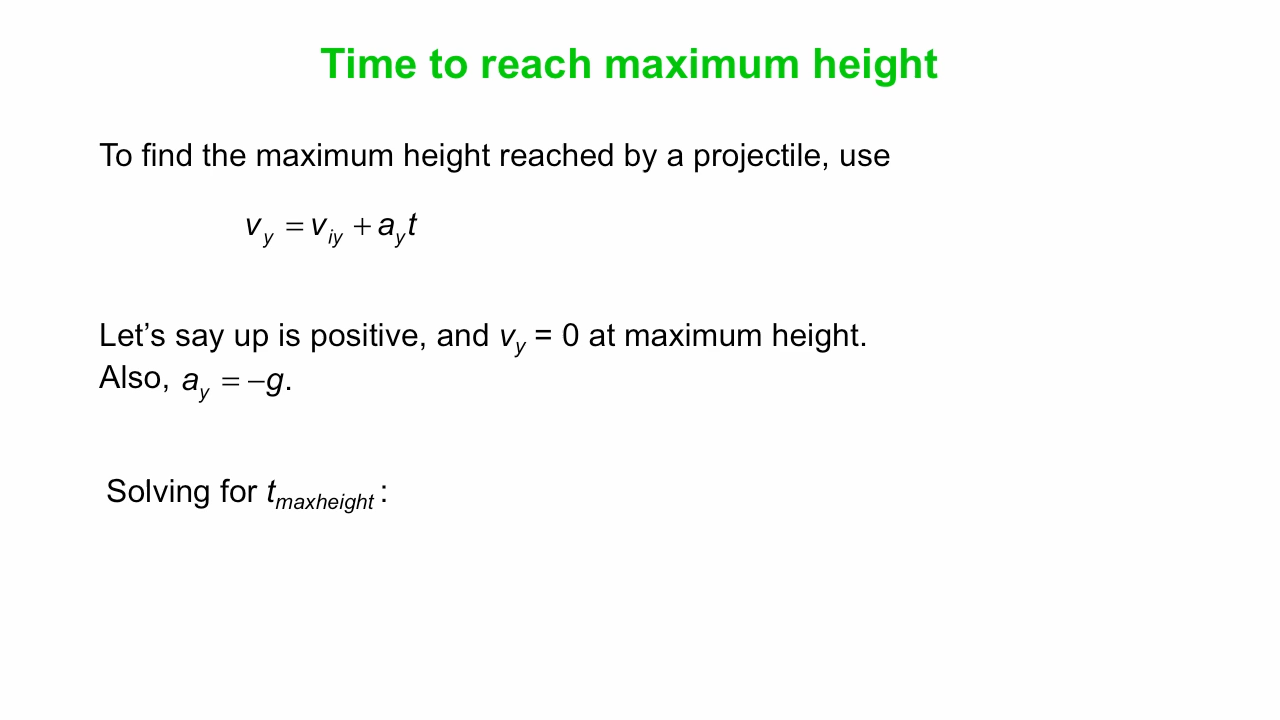 Time to reach maximum height
To find the maximum height reached by a projectile, use
v_y = v_iy + a_y t
Let’s say up is positive, and v_y = 0 at maximum height.
Also, a_y = −g.
Solving for t_maxheight :